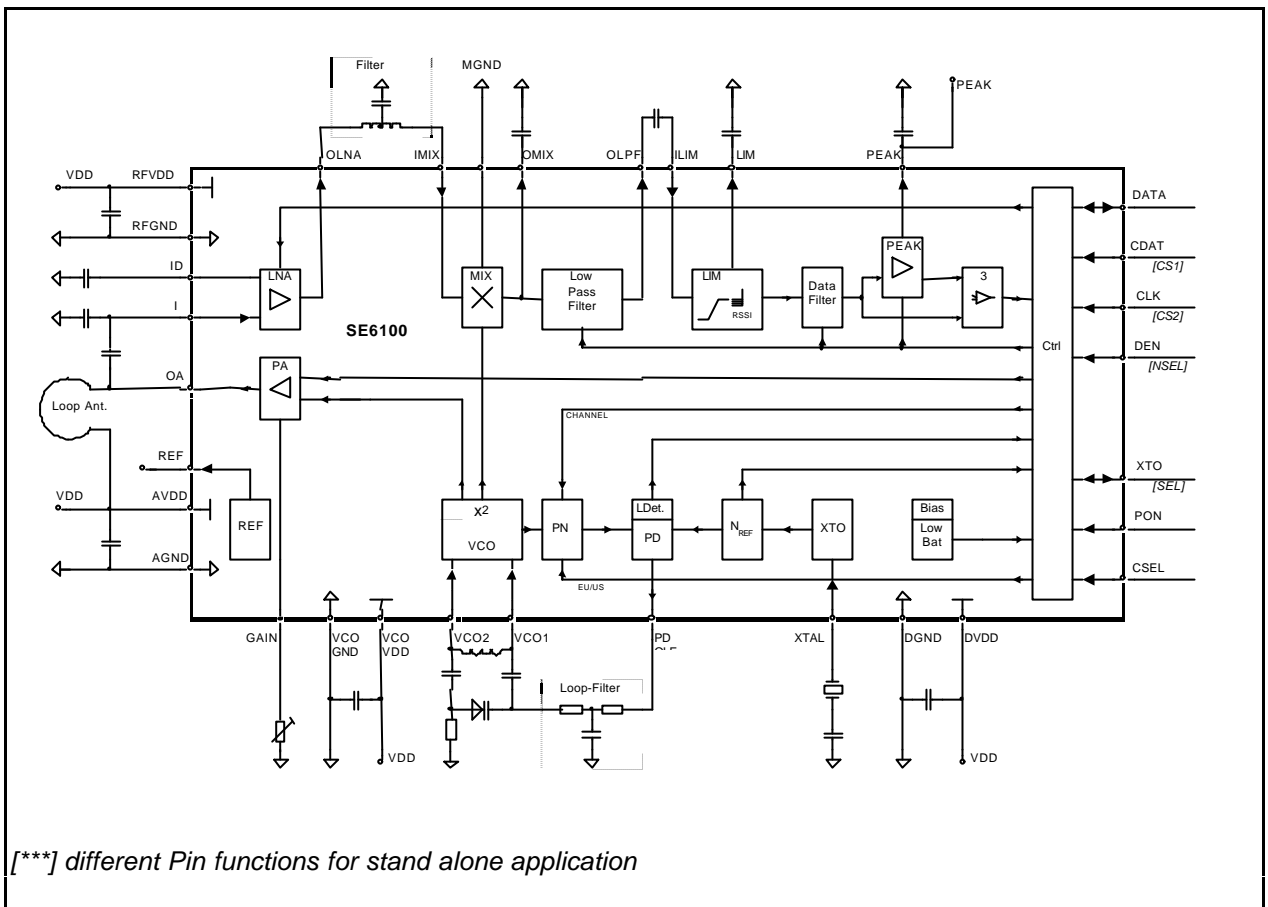 Filter
MGND
PEAK
OLNA
IMIX
OMIX
OLPF
ILIM
LIM
PEAK
VDD
RFVDD
RFGND
ID
I
OA
Loop Ant.
REF
VDD
AVDD
AGND
LNA
MIX
Low
Pass
Filter
LIM
RSSI
Data
Filter
PEAK
3
SE6100
PA
Ctrl
CHANNEL
REF
x2
VCO
PN
LDet.
PD
NREF
XTO
Bias
Low
Bat
EU/US
DATA
CDAT
[CS1]
CLK
[CS2]
DEN
[NSEL]
XTO
[SEL]
PON
CSEL
GAIN
VCO
GND
VCO
VDD
VCO2
VCO1
PD
XTAL
DGND
DVDD
Loop-Filter
VDD
VDD
[***] different Pin functions for stand alone application